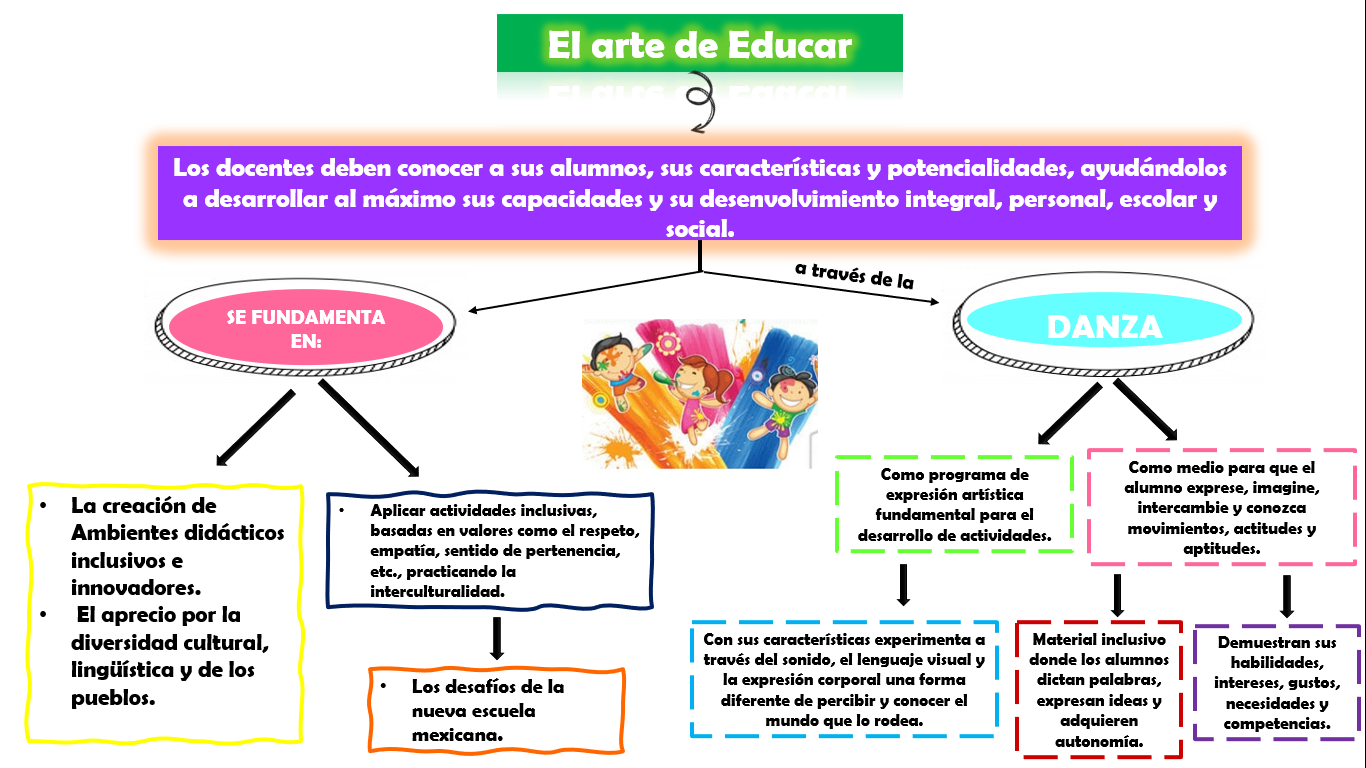 El arte de Educar
Los docentes deben conocer a sus alumnos, sus características y potencialidades, ayudándolos
a desarrollar al máximo sus capacidades y su desenvolvimiento integral, personal, escolar y
social.
a través de la
SE FUNDAMENTA
EN:
DANZA
• La creación de
Ambientes didácticos
inclusivos e
innovadores.
• El aprecio por la
diversidad cultural,
lingüística y de los
pueblos.
• Aplicar actividades inclusivas,
basadas en valores como el respeto,
empatía, sentido de pertenencia,
etc., practicando la
interculturalidad.
• Los desafíos de la
nueva escuela
mexicana.
Como programa de
expresión artística
fundamental para el
desarrollo de actividades.
Como medio para que el
alumno exprese, imagine,
intercambie y conozca
movimientos, actitudes y
aptitudes.
Con sus características experimenta a
través del sonido, el lenguaje visual y
la expresión corporal una forma
diferente de percibir y conocer el
mundo que lo rodea.
Material inclusivo
donde los alumnos
dictan palabras,
expresan ideas y
adquieren
autonomía.
Demuestran sus
habilidades,
intereses, gustos,
necesidades y
competencias.